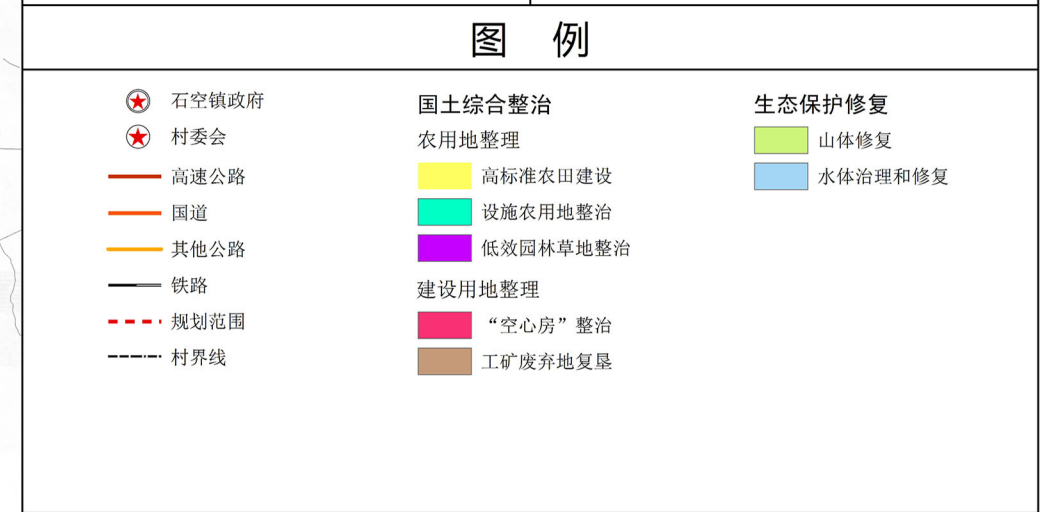 图 例
石空镇政府
村委会
高速公路
国道
其他公路
铁路
规划范围
村界线
国土综合整治
农用地整理
高标准农田建设
设施农用地整治
低效园林草地整治
建设用地整理
“空心房”整治
工矿废弃地复垦
生态保护修复
山体修复
水体治理和修复